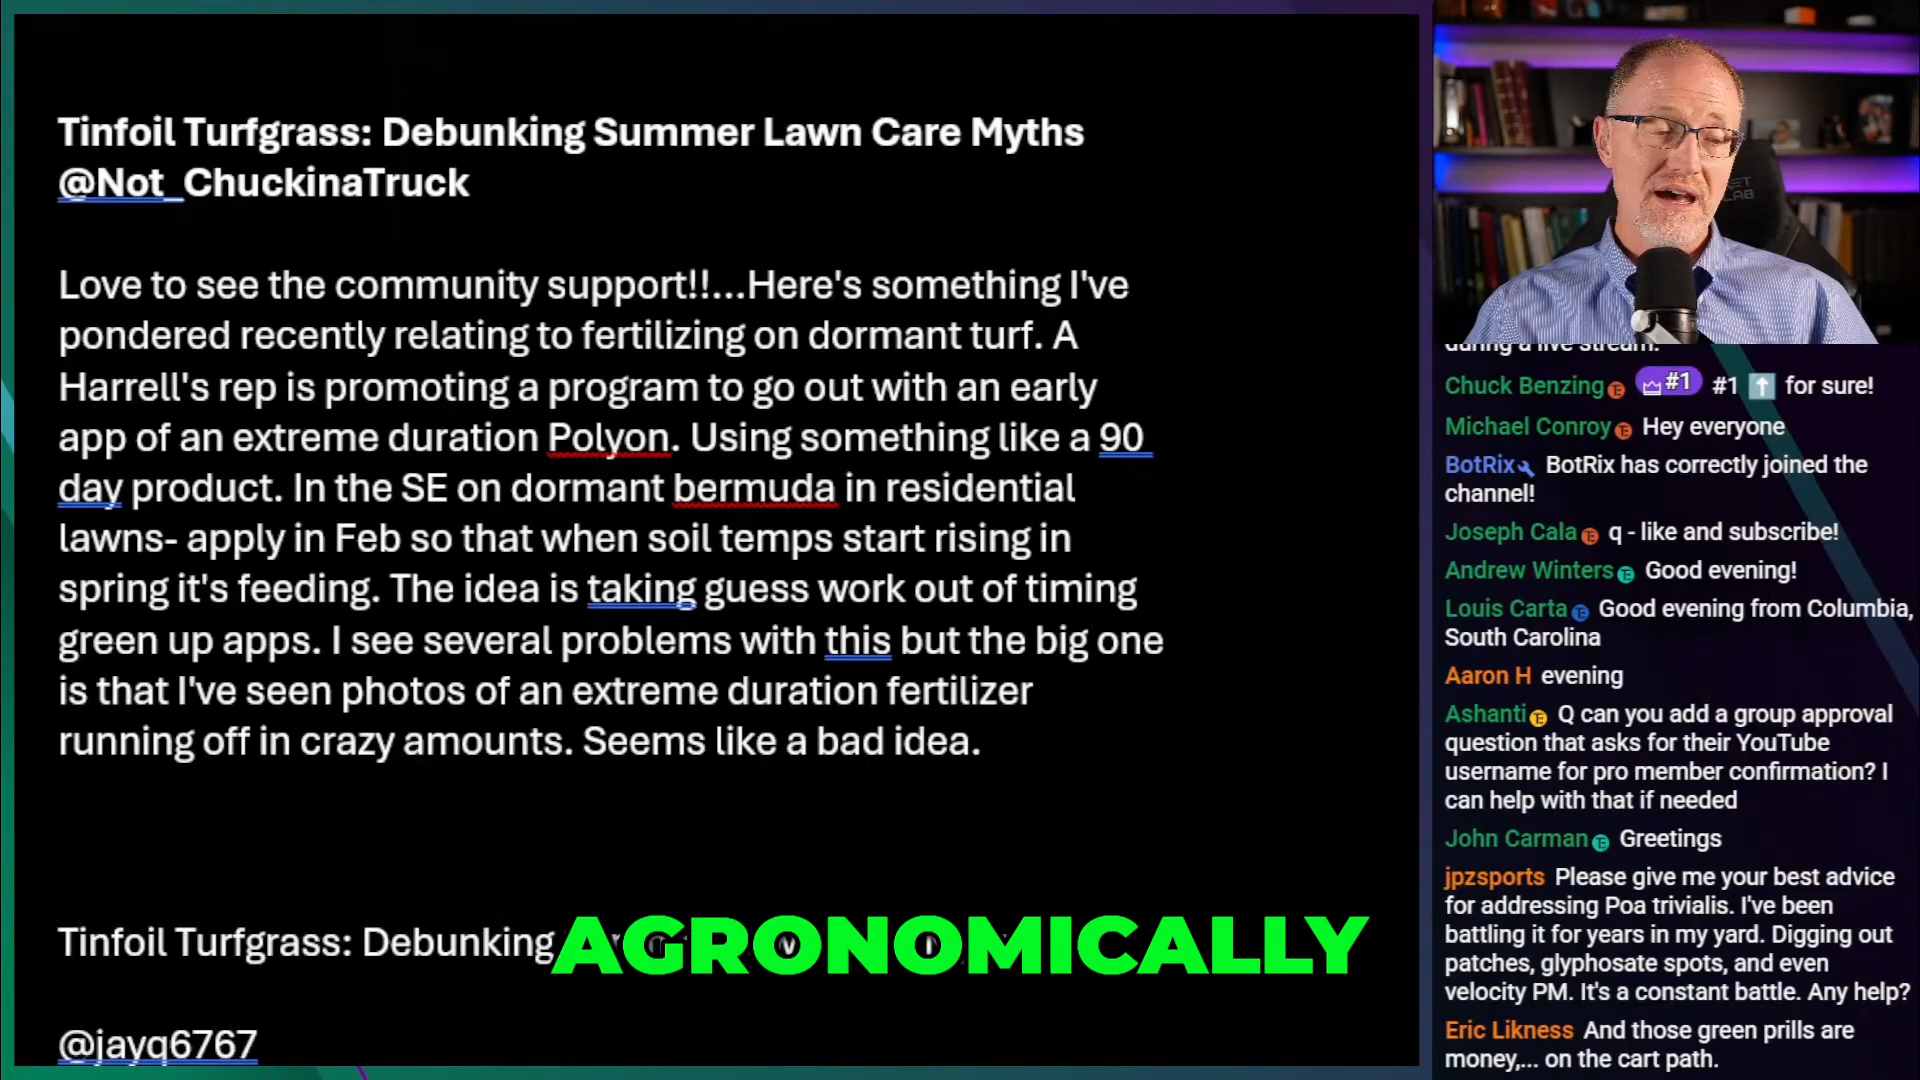 Tinfoil Turfgrass: Debunking Summer Lawn Care Myths
@Not_ChuckinaTruck
Love to see the community support!!...Here's something I've
pondered recently relating to fertilizing on dormant turf. A
Harrell's rep is promoting a program to go out with an early
app of an extreme duration Polyon. Using something like a 90
day product. In the SE on dormant bermuda in residential
lawns- apply in Feb so that when soil temps start rising in
spring it's feeding. The idea is taking guess work out of timing
green up apps. I see several problems with this but the big one
is that I've seen photos of an extreme duration fertilizer
running off in crazy amounts. Seems like a bad idea.
Tinfoil Turfgrass: Debunking
AGRONOMICALLY
@jayq6767
during a live stream.
Chuck Benzing #1 #1 for sure!
Michael Conroy Hey everyone
BotRix BotRix has correctly joined the
channel!
Joseph Cala q - like and subscribe!
Andrew Winters Good evening!
Louis Carta Good evening from Columbia,
South Carolina
Aaron H evening
Ashanti Q can you add a group approval
question that asks for their YouTube
username for pro member confirmation? I
can help with that if needed
John Carman Greetings
jpzsports Please give me your best advice
for addressing Poa trivialis. I've been
battling it for years in my yard. Digging out
patches, glyphosate spots, and even
velocity PM. It's a constant battle. Any help?
Eric Likness And those green prills are
money,... on the cart path.